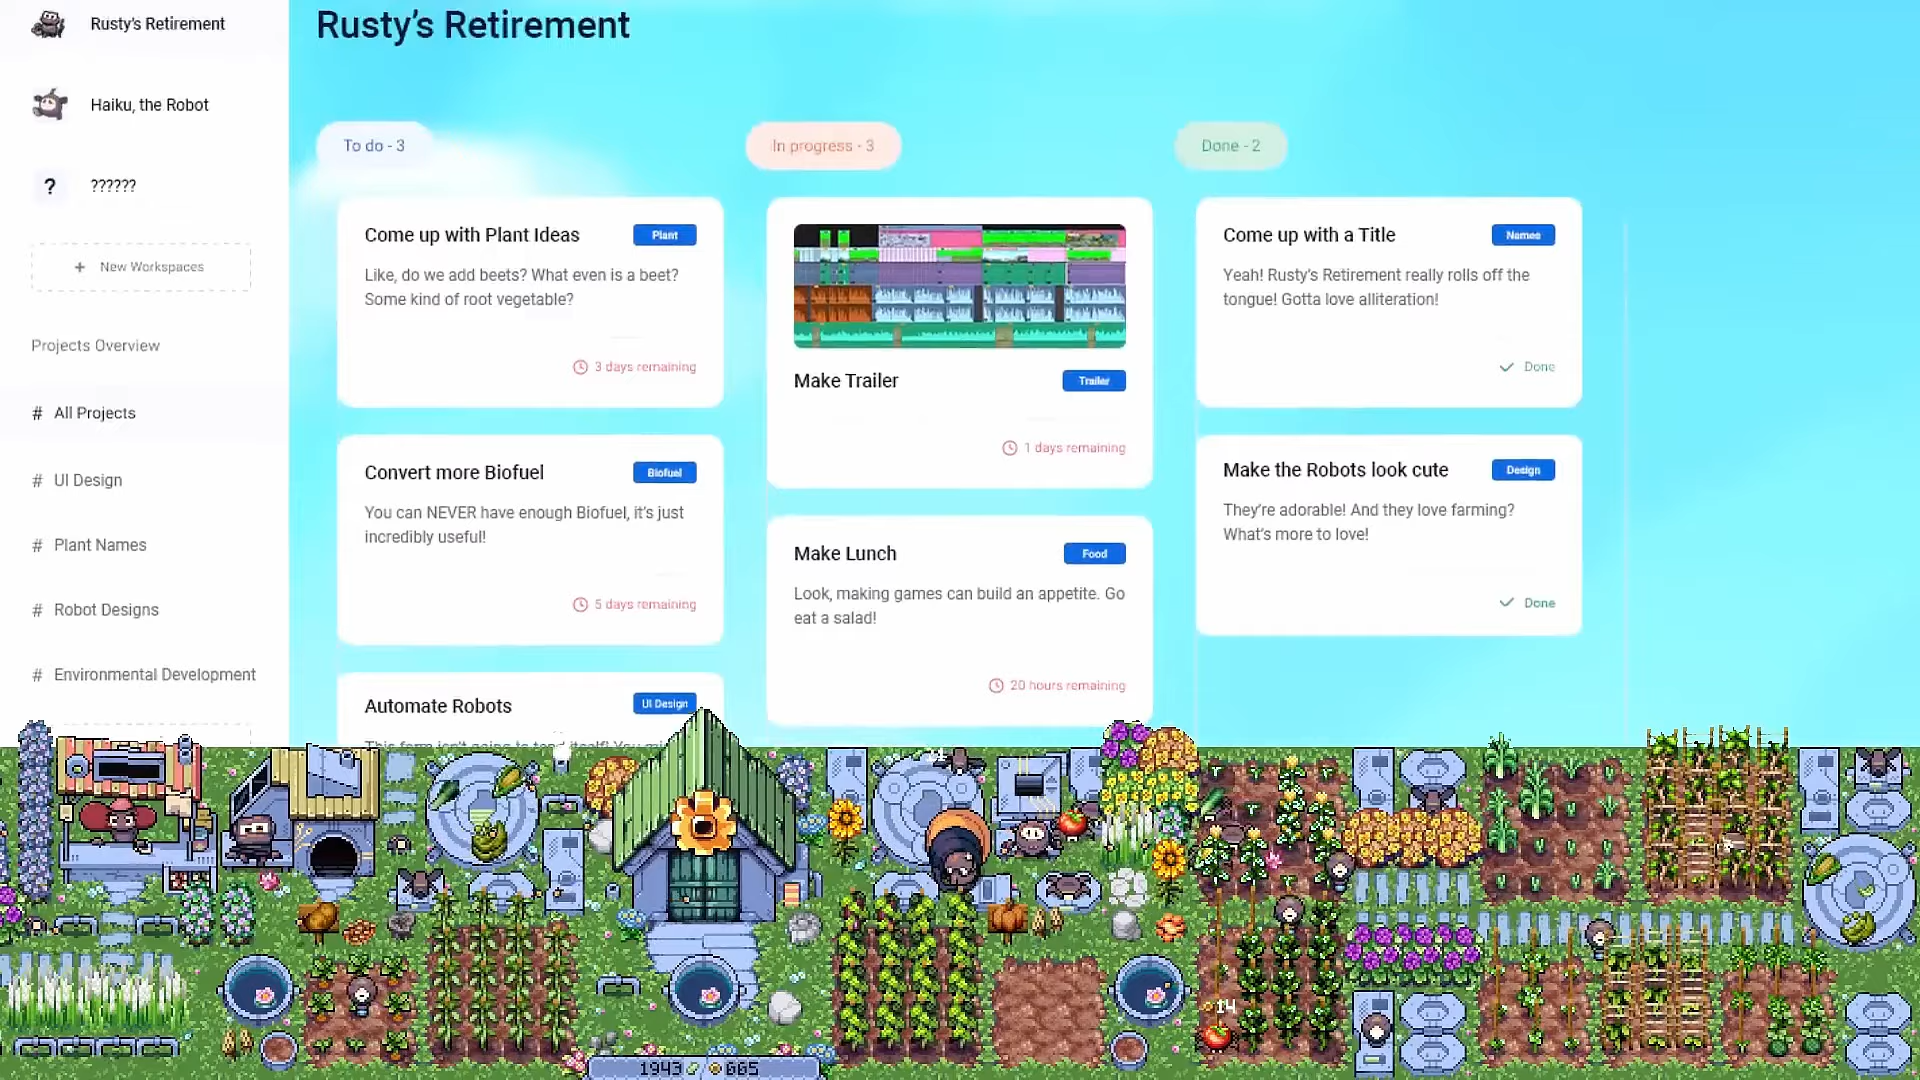 Rusty's Retirement
Haiku, the Robot
?
??????
+ New Workspaces
Projects Overview
# All Projects
# UI Design
# Plant Names
# Robot Designs
# Environmental Development
Rusty's Retirement
To do - 3
Come up with Plant Ideas
Plant
Like, do we add beets? What even is a beet?
Some kind of root vegetable?
3 days remaining
Convert more Biofuel
Biofuel
You can NEVER have enough Biofuel, it's just
incredibly useful!
5 days remaining
Automate Robots
UI Design
In progress - 3
Make Trailer
Trailer
1 days remaining
Make Lunch
Food
Look, making games can build an appetite. Go
eat a salad!
20 hours remaining
Done - 2
Come up with a Title
Names
Yeah! Rusty's Retirement really rolls off the
tongue! Gotta love alliteration!
Done
Make the Robots look cute
Design
They're adorable! And they love farming?
What's more to love!
Done
1943 665